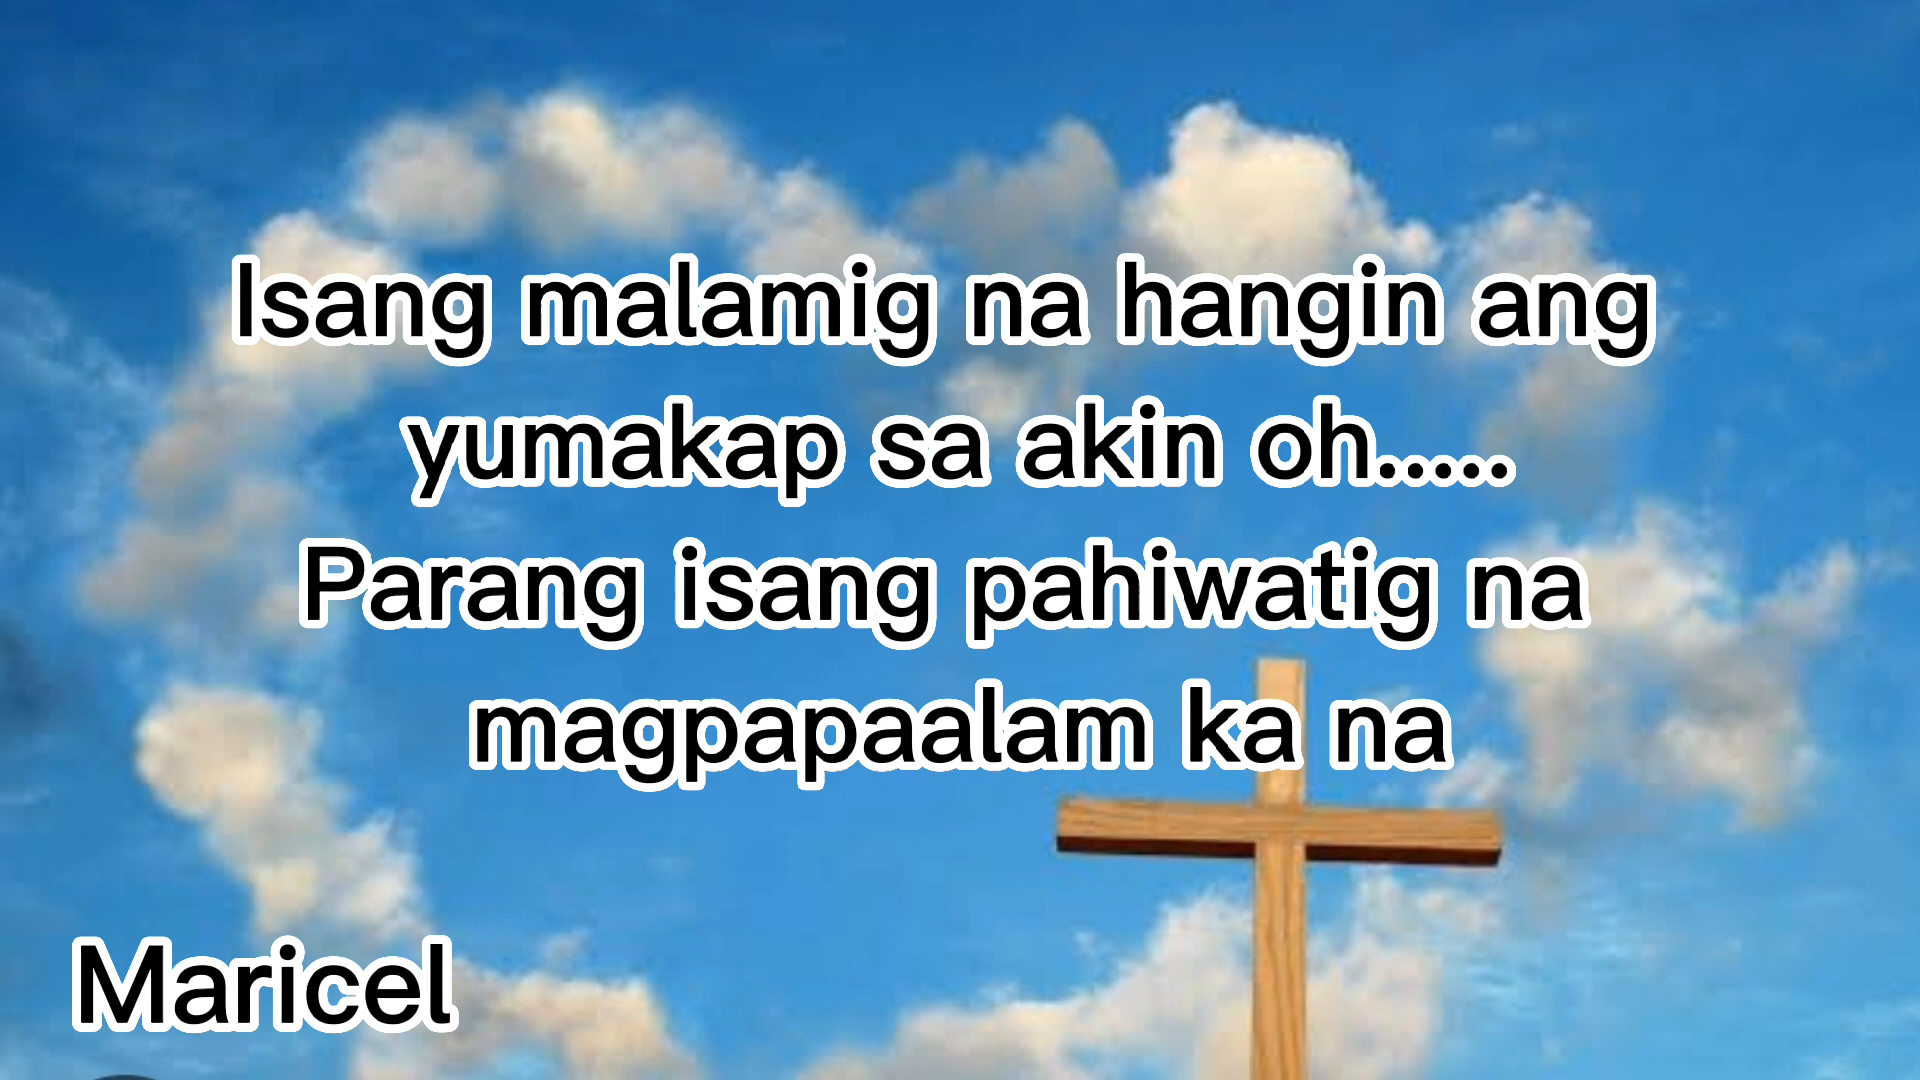 Isang malamig na hangin ang
yumakap sa akin oh.....
Parang isang pahiwatig na
magpapaalam ka na
Maricel